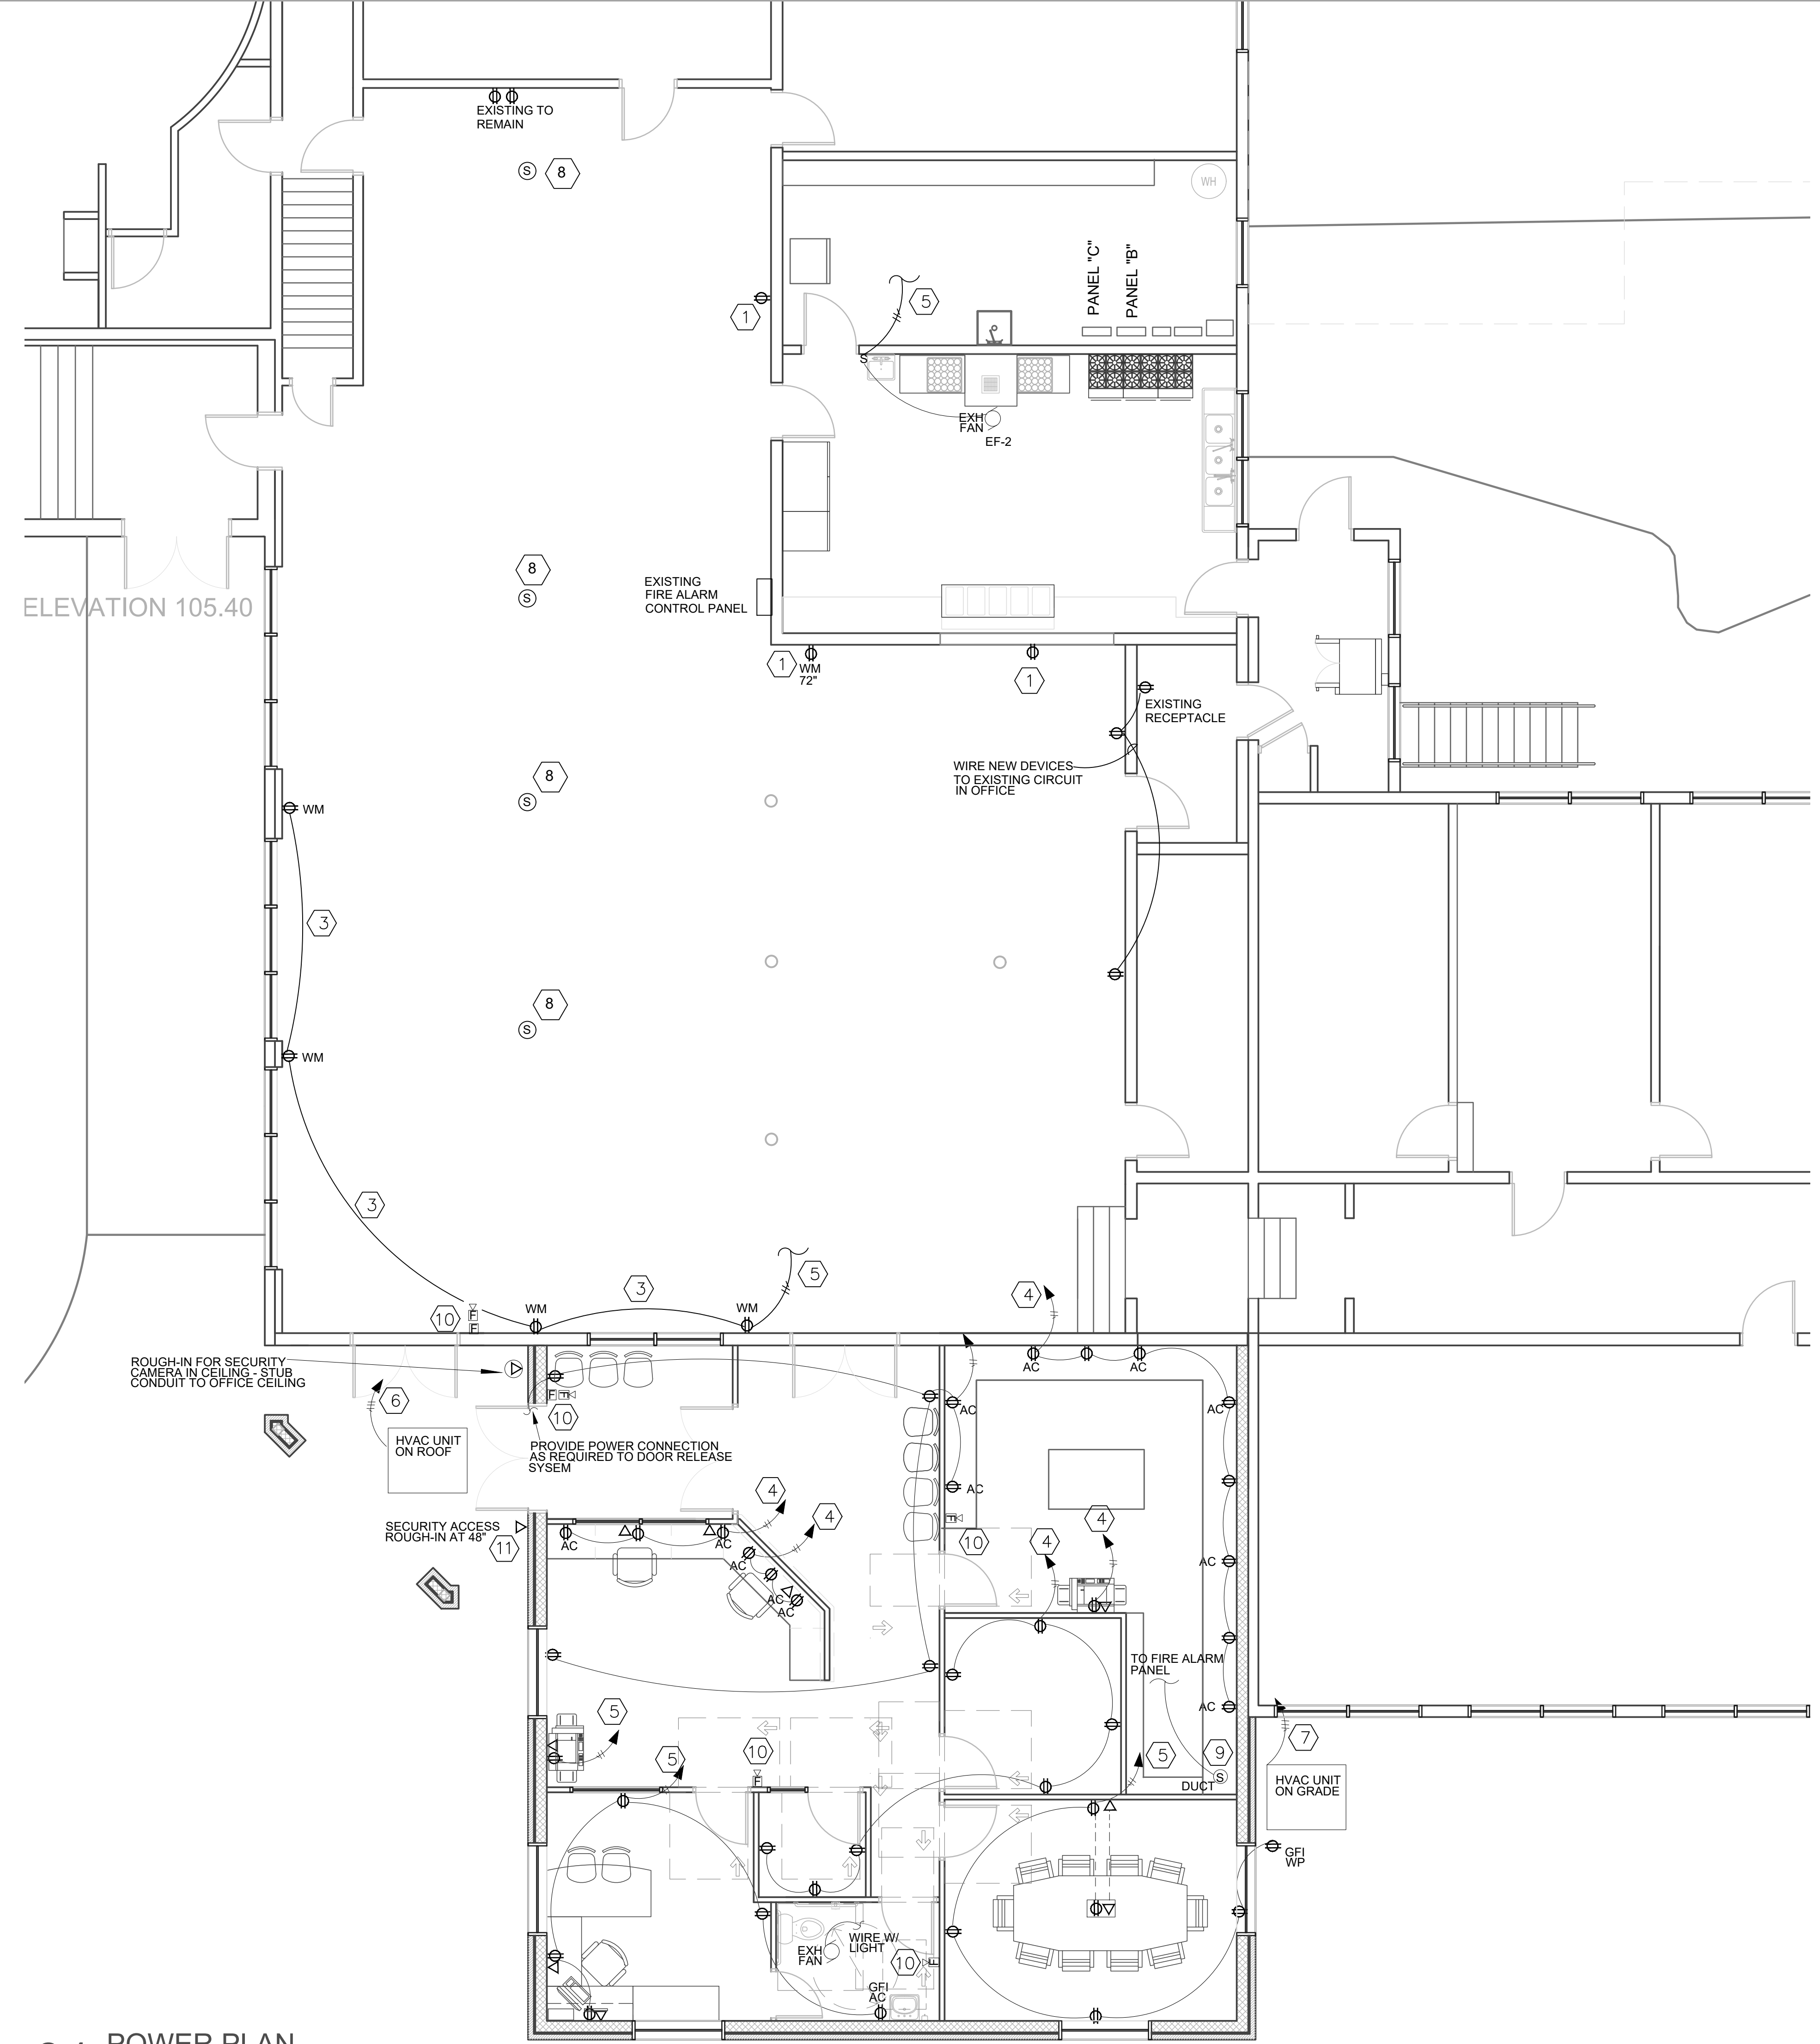 EXISTING TO
REMAIN
S
8
WH
PANEL "C"
PANEL "B"
5
1
S
EXH
FAN
EF-2
8
S
EXISTING
FIRE ALARM
CONTROL PANEL
ELEVATION 105.40
1
WM
72"
1
EXISTING
RECEPTACLE
WIRE NEW DEVICES
TO EXISTING CIRCUIT
IN OFFICE
8
S
WM
3
8
S
WM
3
5
3
4
10
F
F
WM
WM
ROUGH-IN FOR SECURITY
CAMERA IN CEILING - STUB
CONDUIT TO OFFICE CEILING
AC
AC
6
F
F
10
AC
AC
HVAC UNIT
ON ROOF
PROVIDE POWER CONNECTION
AS REQUIRED TO DOOR RELEASE
SYSEM
AC
4
4
4
SECURITY ACCESS
ROUGH-IN AT 48"
11
F
10
4
AC
AC
AC
AC
AC
AC
TO FIRE ALARM
PANEL
AC
5
7
5
10
F
5
9
S
DUCT
HVAC UNIT
ON GRADE
GFI
WP
WIRE W/
LIGHT
EXH
FAN
10
F
GFI
AC
POWER PLAN